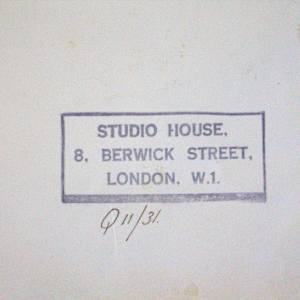 STUDIO HOUSE,
8, BERWICK STREET,
LONDON. W.1.
Q 11/31.